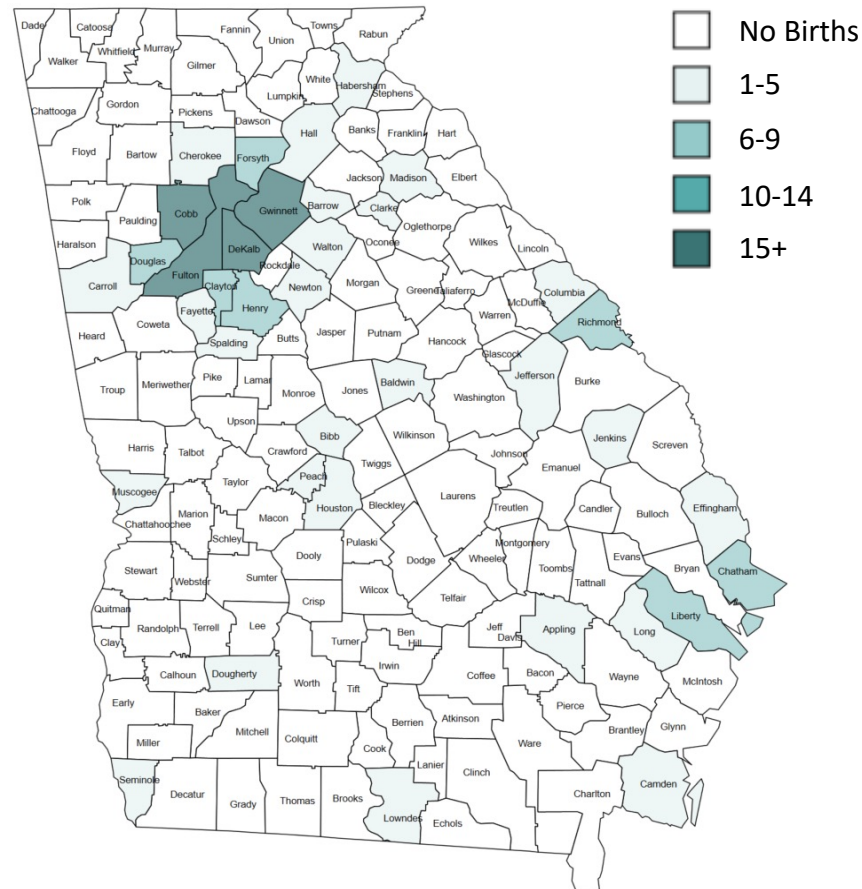 No Births
1-5
6-9
10-14
15+
Dade
Catoosa
Whitfield
Walker
Murray
Fannin
Union
Towns
Rabun
Gilmer
White
Habersham
Lumpkin
Stephens
Chattooga
Gordon
Pickens
Dawson
Hall
Banks
Franklin
Hart
Floyd
Bartow
Cherokee
Forsyth
Jackson
Madison
Elbert
Polk
Paulding
Cobb
Gwinnett
Barrow
Clarke
Oglethorpe
Haralson
Douglas
Fulton
DeKalb
Rockdale
Walton
Oconee
Wilkes
Lincoln
Carroll
Clayton
Henry
Newton
Morgan
Greene
Taliaferro
McDuffie
Columbia
Heard
Coweta
Fayette
Spalding
Butts
Jasper
Putnam
Hancock
Warren
Glascock
Richmond
Troup
Meriwether
Pike
Lamar
Monroe
Jones
Baldwin
Washington
Jefferson
Burke
Upson
Harris
Talbot
Crawford
Bibb
Twiggs
Wilkinson
Johnson
Emanuel
Jenkins
Screven
Muscogee
Chattahoochee
Marion
Taylor
Macon
Peach
Houston
Bleckley
Laurens
Treutlen
Candler
Bulloch
Effingham
Schley
Dooly
Pulaski
Dodge
Wheeler
Montgomery
Toombs
Tattnall
Evans
Bryan
Chatham
Stewart
Webster
Sumter
Crisp
Wilcox
Telfair
Quitman
Clay
Randolph
Terrell
Lee
Turner
Ben
Hill
Jeff
Davis
Appling
Long
Liberty
Irwin
Coffee
Bacon
Wayne
McIntosh
Calhoun
Dougherty
Worth
Tift
Early
Baker
Mitchell
Colquitt
Berrien
Atkinson
Ware
Pierce
Brantley
Glynn
Miller
Cook
Lanier
Clinch
Charlton
Camden
Seminole
Decatur
Grady
Thomas
Brooks
Lowndes
Echols